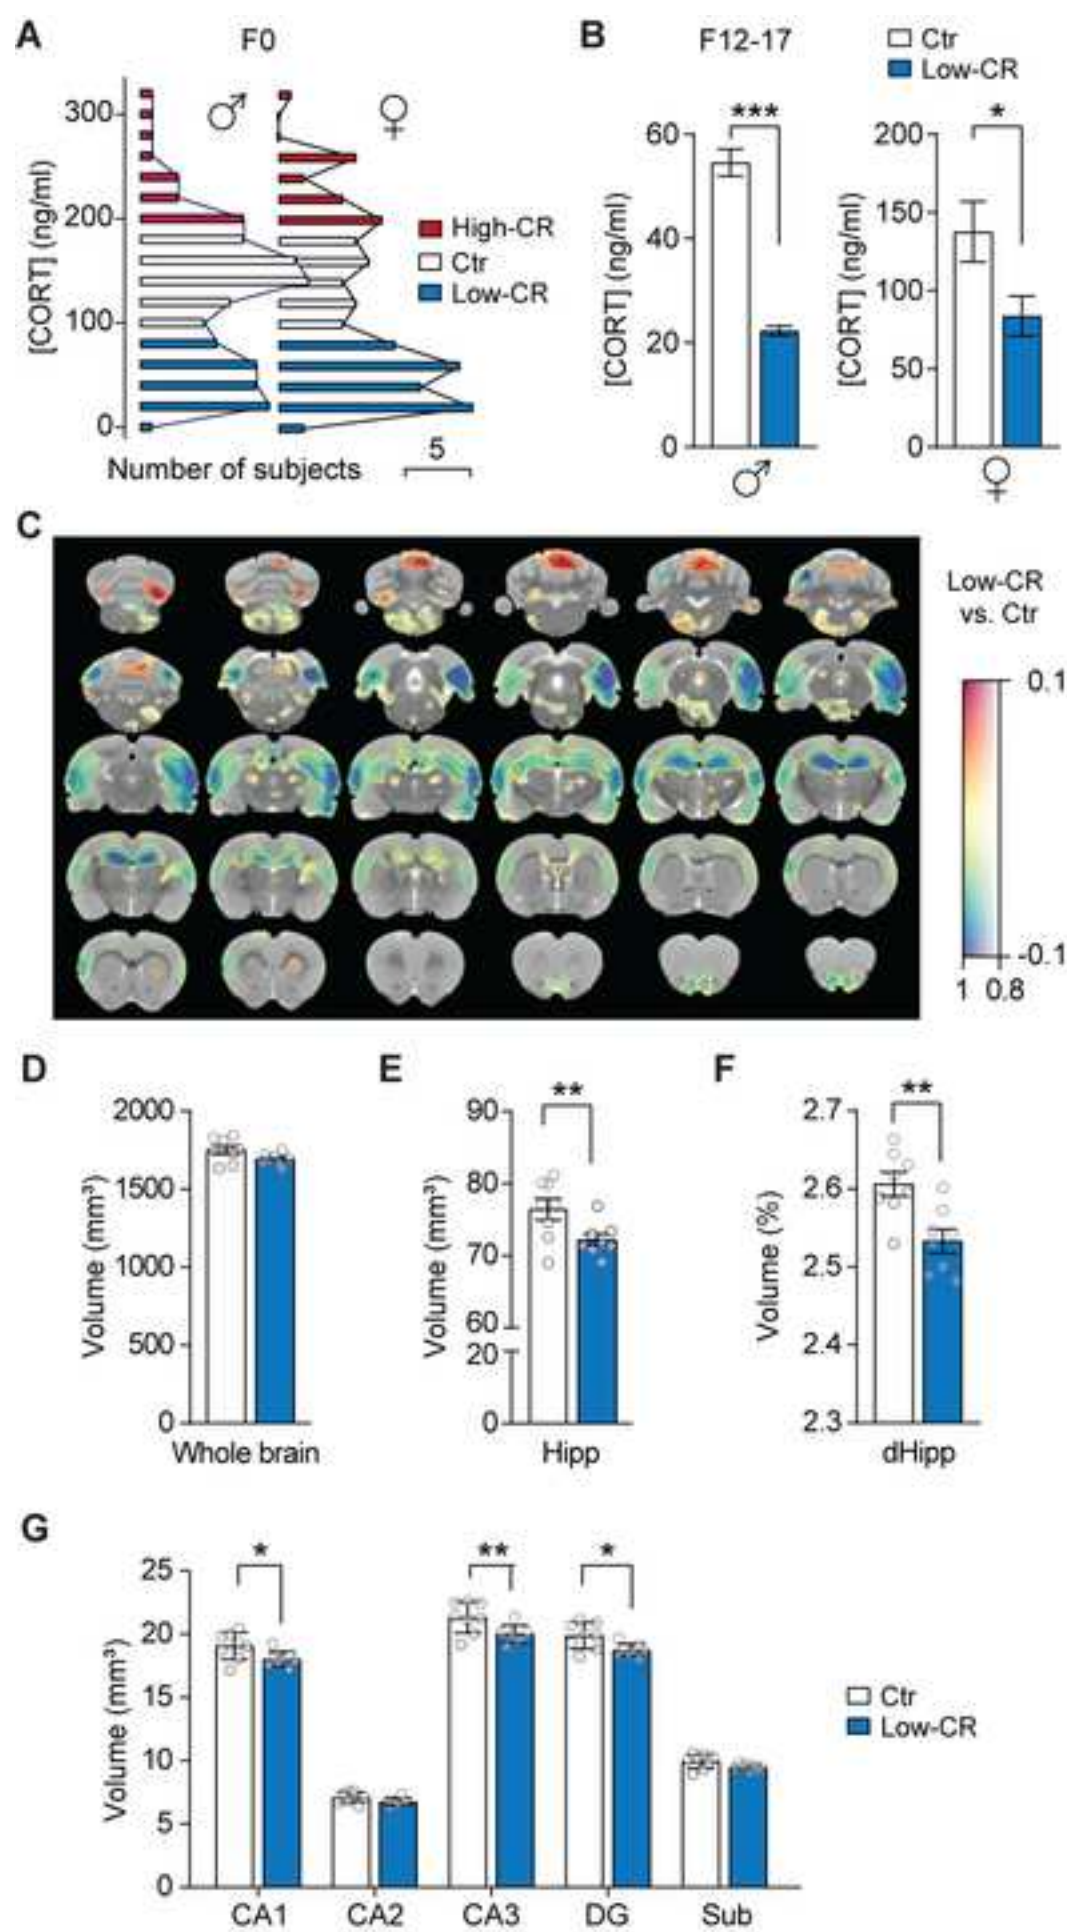 A
F0
♂
♀
[CORT] (ng/ml)
300
200
100
0
High-CR
Ctr
Low-CR
Number of subjects
5
B
F12-17
Ctr
Low-CR
***
[CORT] (ng/ml)
60
40
20
0
♂
*
[CORT] (ng/ml)
200
150
100
50
0
♀
C
Low-CR
vs. Ctr
0.1
-0.1
1 0.8
D
Volume (mm³)
2000
1500
1000
500
0
Whole brain
E
**
Volume (mm³)
90
80
70
60
20
0
Hipp
F
**
Volume (%)
2.7
2.6
2.5
2.4
2.3
dHipp
G
* ** *
Volume (mm³)
25
20
15
10
5
0
CA1 CA2 CA3 DG Sub
Ctr
Low-CR